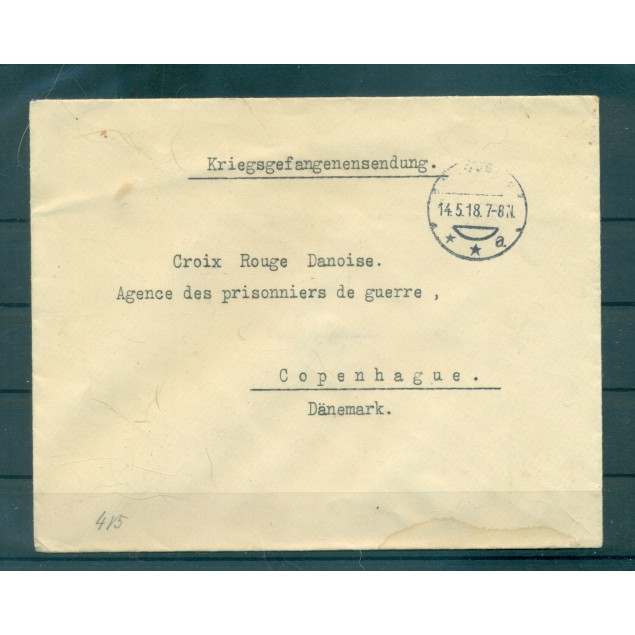 Kriegsgefangenensendung.
14.5.18.7-8N.
a.
Croix Rouge Danoise.
Agence des prisonniers de guerre,
Copenhague.
Dänemark.
415